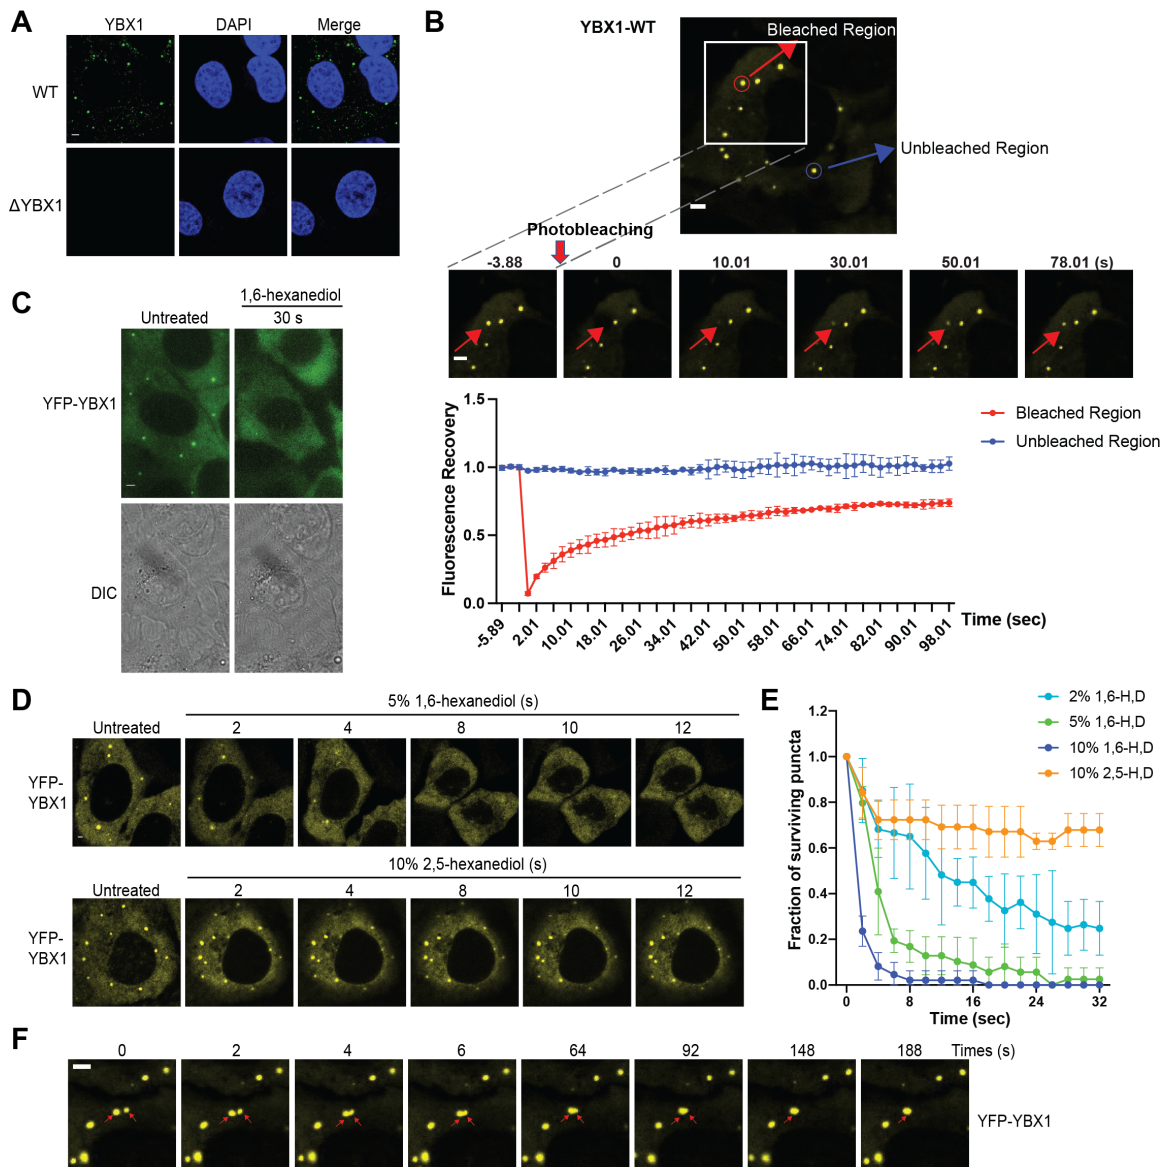 A
YBX1
DAPI
Merge
WT
ΔYBX1
B
YBX1-WT
Bleached Region
Unbleached Region
Photobleaching
-3.88
0
10.01
30.01
50.01
78.01 (s)
Fluorescence Recovery
1.5
1.0
0.5
0.0
-5.89
2.01
10.01
18.01
26.01
34.01
42.01
50.01
58.01
66.01
74.01
82.01
90.01
98.01
Time (sec)
Bleached Region
Unbleached Region
C
1,6-hexanediol
Untreated
30 s
YFP-YBX1
DIC
D
5% 1,6-hexanediol (s)
Untreated
2
4
8
10
12
YFP-
YBX1
10% 2,5-hexanediol (s)
Untreated
2
4
8
10
12
YFP-
YBX1
E
2% 1,6-H,D
5% 1,6-H,D
10% 1,6-H,D
10% 2,5-H,D
Fraction of surviving puncta
1.2
1.0
0.8
0.6
0.4
0.2
0.0
0
8
16
24
32
Time (sec)
F
0
2
4
6
64
92
148
188
Times (s)
YFP-YBX1